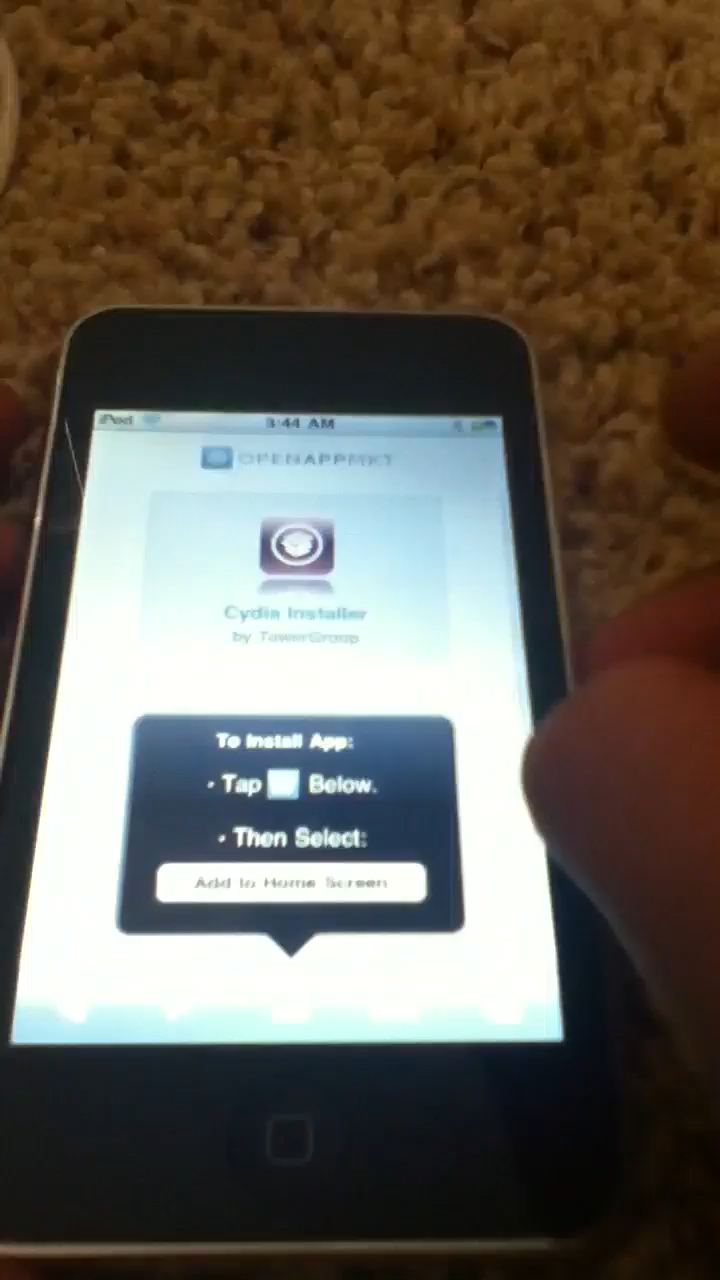 iPod
3:44 AM
OPENAPPMKT
Cydia Installer
by TowerGroup
To Install App:
• Tap Below.
• Then Select:
Add to Home Screen